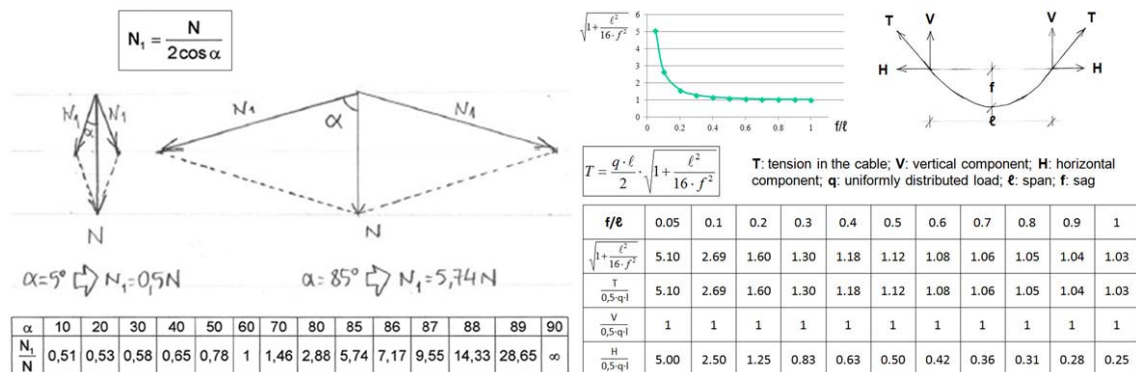 N₁ = N / 2cos α
N₁ N₁
α
N
N₁ N₁
α
N
α=5° ⇨ N₁=0,5N
α=85° ⇨ N₁=5,74N
α 10 20 30 40 50 60 70 80 85 86 87 88 89 90
N₁/N 0,51 0,53 0,58 0,65 0,78 1 1,46 2,88 5,74 7,17 9,55 14,33 28,65 ∞
√(1+ℓ²/(16·f²))
6
5
4
3
2
1
0
0 0.2 0.4 0.6 0.8 1
f/ℓ
T V V T
H H
f
ℓ
T = (q·ℓ/2)·√(1+ℓ²/(16·f²))
T: tension in the cable; V: vertical component; H: horizontal
component; q: uniformly distributed load; ℓ: span; f: sag
f/ℓ 0.05 0.1 0.2 0.3 0.4 0.5 0.6 0.7 0.8 0.9 1
√(1+ℓ²/(16·f²)) 5.10 2.69 1.60 1.30 1.18 1.12 1.08 1.06 1.05 1.04 1.03
T/(0,5·q·l) 5.10 2.69 1.60 1.30 1.18 1.12 1.08 1.06 1.05 1.04 1.03
V/(0,5·q·l) 1 1 1 1 1 1 1 1 1 1 1
H/(0,5·q·l) 5.00 2.50 1.25 0.83 0.63 0.50 0.42 0.36 0.31 0.28 0.25